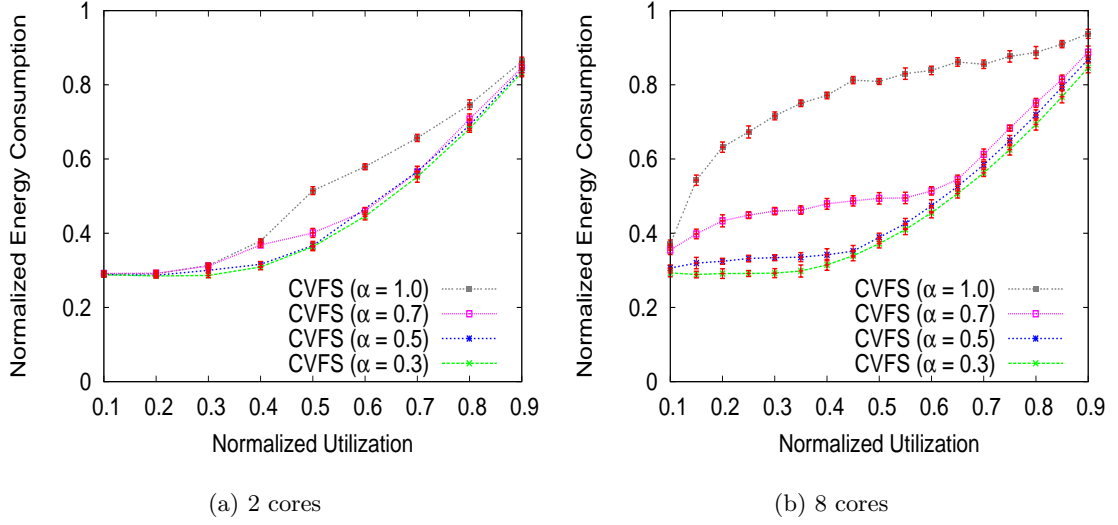 Normalized Energy Consumption
1
0.8
0.6
0.4
0.2
0
CVFS (α = 1.0)
CVFS (α = 0.7)
CVFS (α = 0.5)
CVFS (α = 0.3)
0.1 0.2 0.3 0.4 0.5 0.6 0.7 0.8 0.9
Normalized Utilization
(a) 2 cores
Normalized Energy Consumption
1
0.8
0.6
0.4
0.2
0
CVFS (α = 1.0)
CVFS (α = 0.7)
CVFS (α = 0.5)
CVFS (α = 0.3)
0.1 0.2 0.3 0.4 0.5 0.6 0.7 0.8 0.9
Normalized Utilization
(b) 8 cores